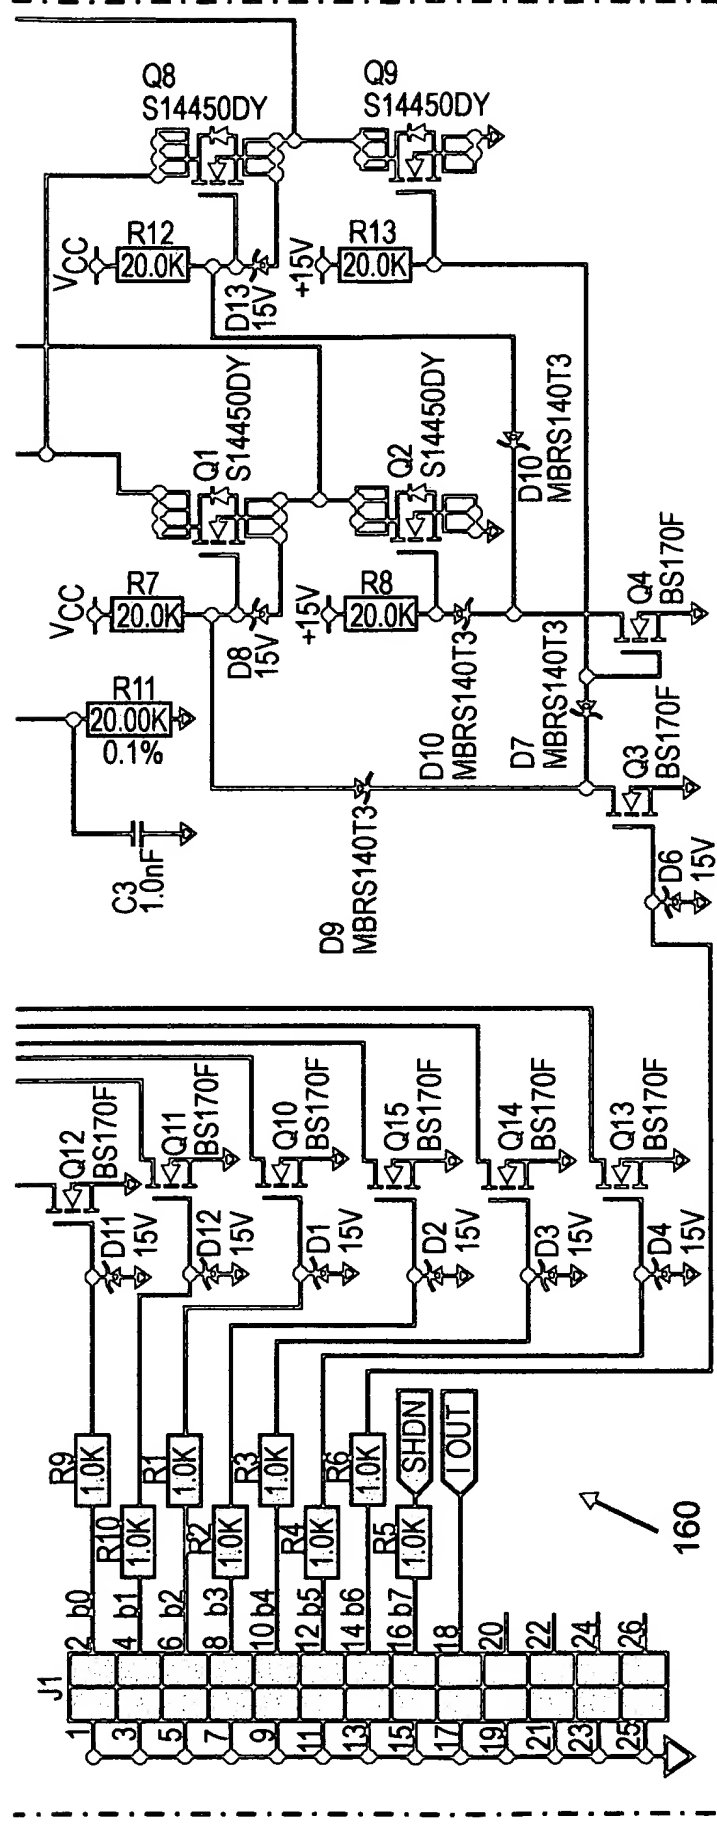 Q8
S14450DY
Q9
S14450DY
VCC
R12
20.0K
D13
15V
+15V
R13
20.0K
Q1
S14450DY
Q2
S14450DY
D10
MBRS140T3
VCC
R7
20.0K
D8
15V
+15V
R8
20.0K
D10
MBRS140T3
D7
MBRS140T3
Q4
BS170F
R11
20.00K
0.1%
C3
1.0nF
D9
MBRS140T3
Q3
BS170F
D6
15V
Q12
BS170F
Q11
BS170F
Q10
BS170F
Q15
BS170F
Q14
BS170F
Q13
BS170F
D11
15V
D12
15V
D1
15V
D2
15V
D3
15V
D4
15V
R9
1.0K
R10
1.0K
R1
1.0K
R2
1.0K
R3
1.0K
R4
1.0K
R6
1.0K
R5
1.0K
SHDN
I OUT
160
J1
2 b0
4 b1
6 b2
8 b3
10 b4
12 b5
14 b6
16 b7
18
20
22
24
26
1
3
5
7
9
11
13
15
17
19
21
23
25